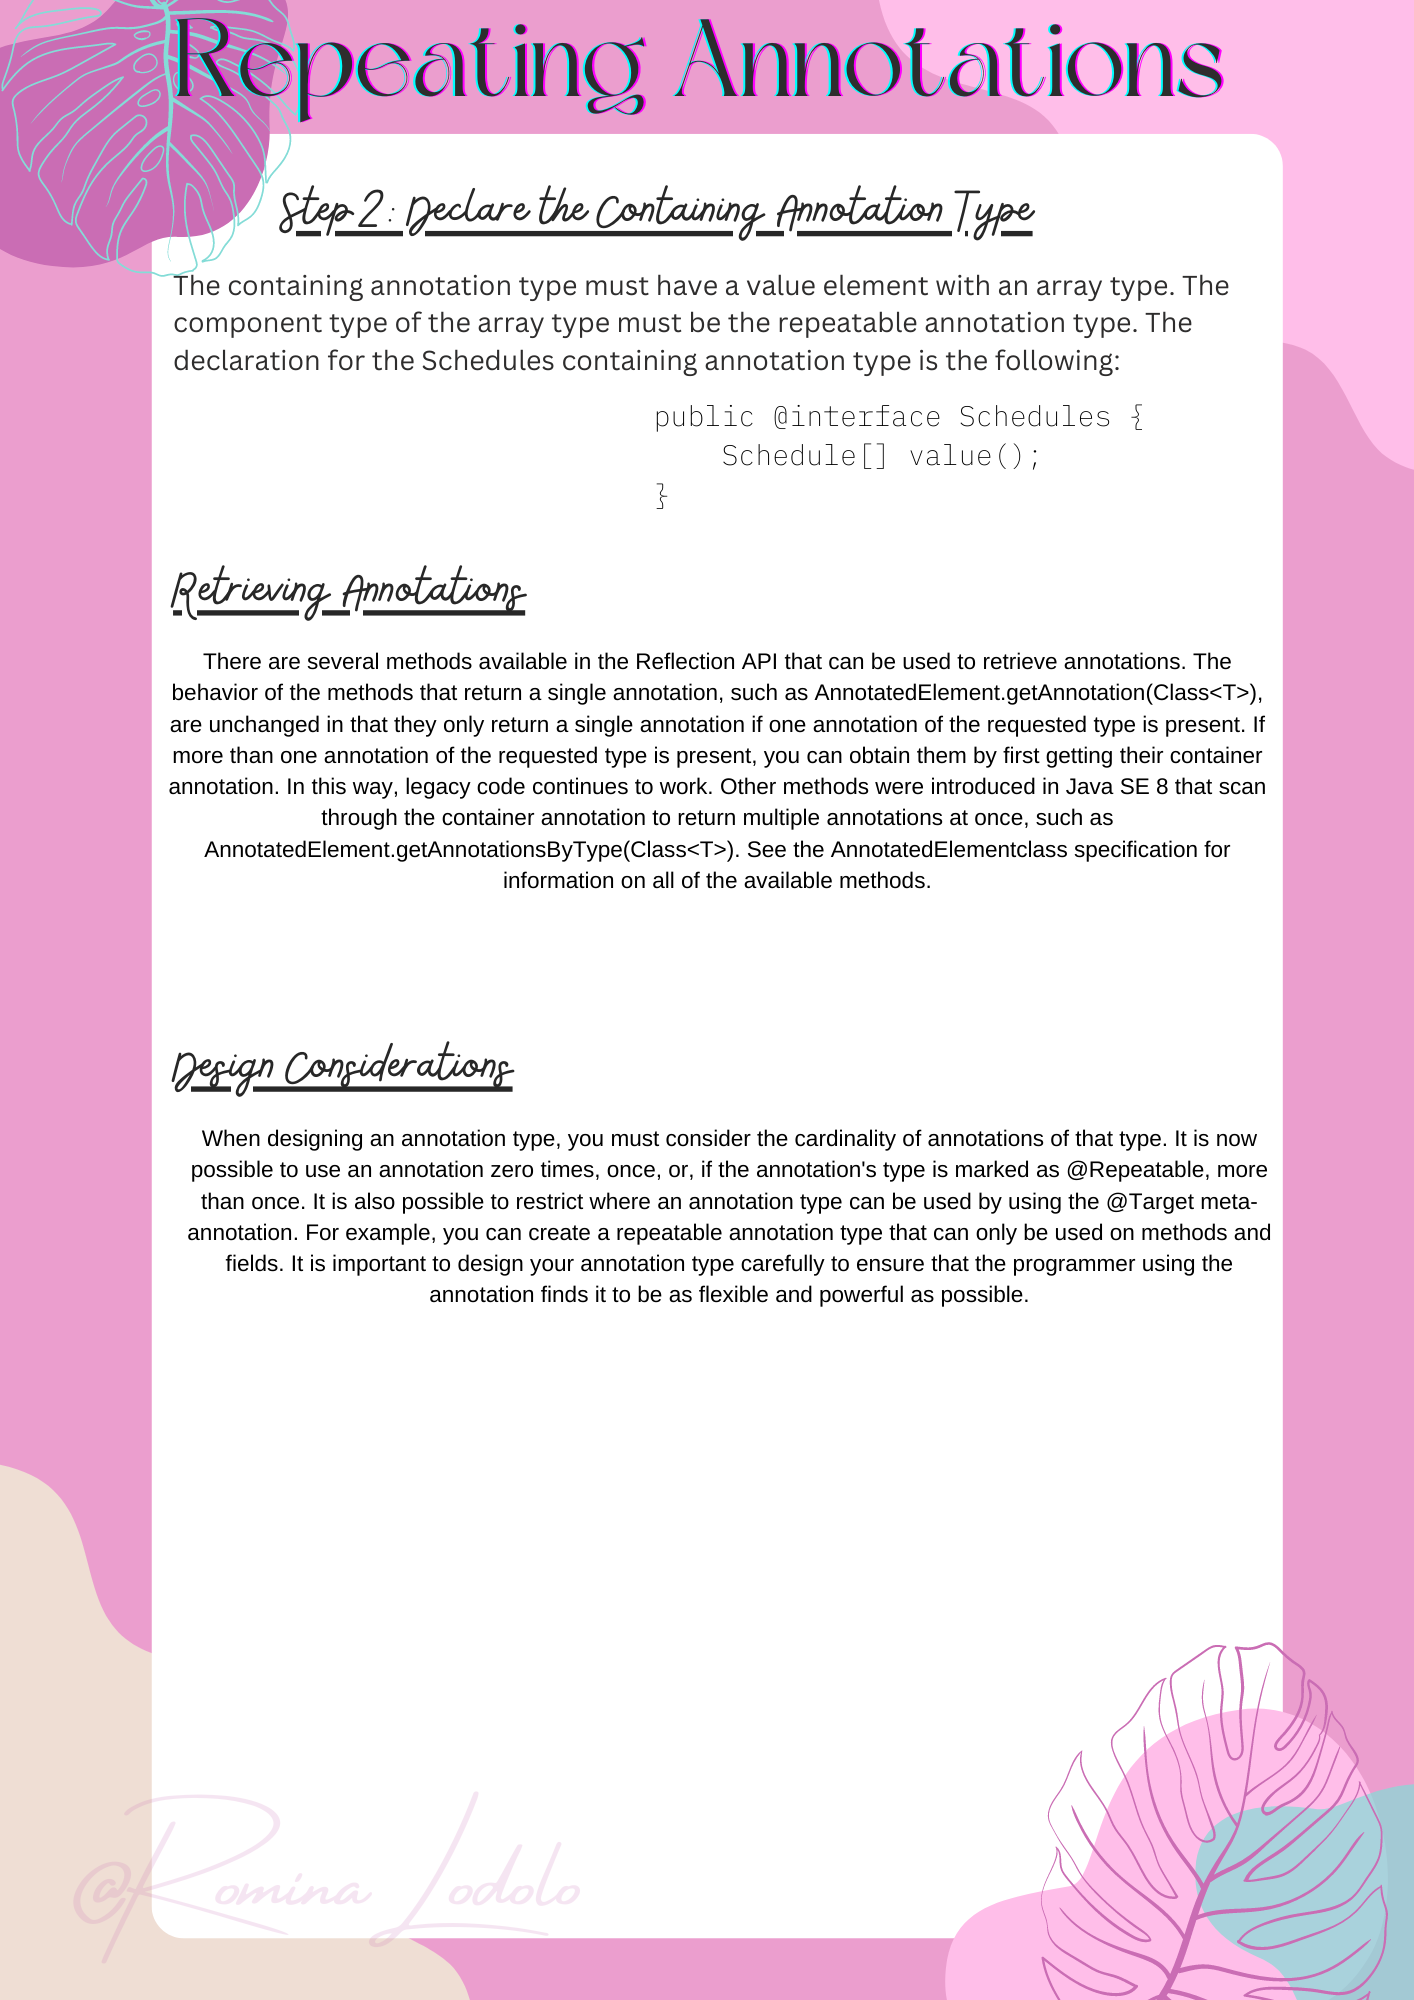 Repeating Annotations
Step 2: Declare the Containing Annotation Type
The containing annotation type must have a value element with an array type. The
component type of the array type must be the repeatable annotation type. The
declaration for the Schedules containing annotation type is the following:
public @interface Schedules {
    Schedule[] value();
}
Retrieving Annotations
There are several methods available in the Reflection API that can be used to retrieve annotations. The
behavior of the methods that return a single annotation, such as AnnotatedElement.getAnnotation(Class<T>),
are unchanged in that they only return a single annotation if one annotation of the requested type is present. If
more than one annotation of the requested type is present, you can obtain them by first getting their container
annotation. In this way, legacy code continues to work. Other methods were introduced in Java SE 8 that scan
through the container annotation to return multiple annotations at once, such as
AnnotatedElement.getAnnotationsByType(Class<T>). See the AnnotatedElementclass specification for
information on all of the available methods.
Design Considerations
When designing an annotation type, you must consider the cardinality of annotations of that type. It is now
possible to use an annotation zero times, once, or, if the annotation's type is marked as @Repeatable, more
than once. It is also possible to restrict where an annotation type can be used by using the @Target meta-
annotation. For example, you can create a repeatable annotation type that can only be used on methods and
fields. It is important to design your annotation type carefully to ensure that the programmer using the
annotation finds it to be as flexible and powerful as possible.
@Romina Lodolo